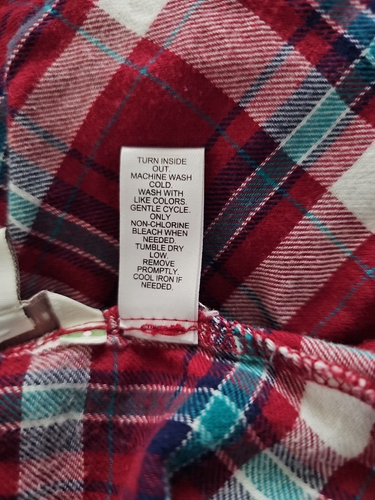 TURN INSIDE
OUT.
MACHINE WASH
COLD.
WASH WITH
LIKE COLORS.
GENTLE CYCLE.
ONLY
NON-CHLORINE
BLEACH WHEN
NEEDED.
TUMBLE DRY
LOW.
REMOVE
PROMPTLY.
COOL IRON IF
NEEDED.